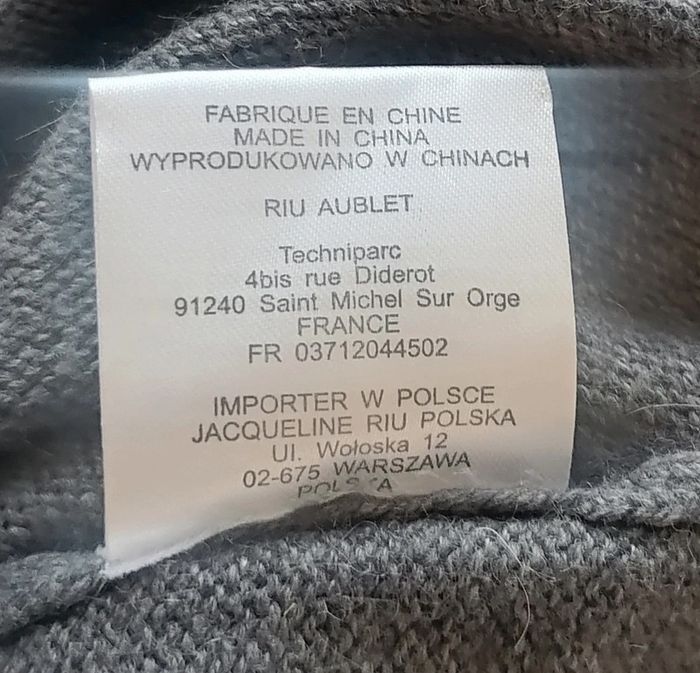 FABRIQUE EN CHINE
MADE IN CHINA
WYPRODUKOWANO W CHINACH
RIU AUBLET
Techniparc
4bis rue Diderot
91240 Saint Michel Sur Orge
FRANCE
FR 03712044502
IMPORTER W POLSCE
JACQUELINE RIU POLSKA
Ul. Wołoska 12
02-675 WARSZAWA
POLSKA